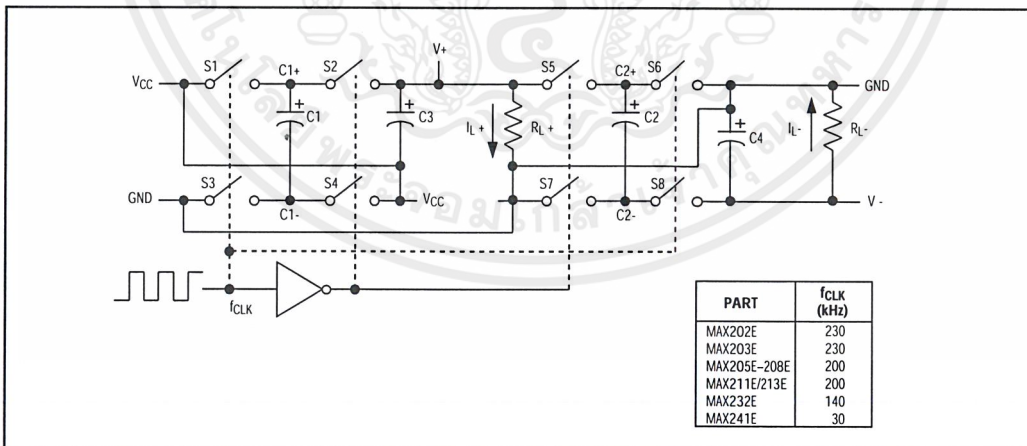 V+
S1 C1+ S2 S5 C2+ S6
VCC GND
+ + + +
C1 C3 IL+ RL+ C2 C4 IL- RL-
S3 S4 S7 S8
GND VCC V -
C1- C2-
fCLK
PART fCLK (kHz)
MAX202E 230
MAX203E 230
MAX205E–208E 200
MAX211E/213E 200
MAX232E 140
MAX241E 30